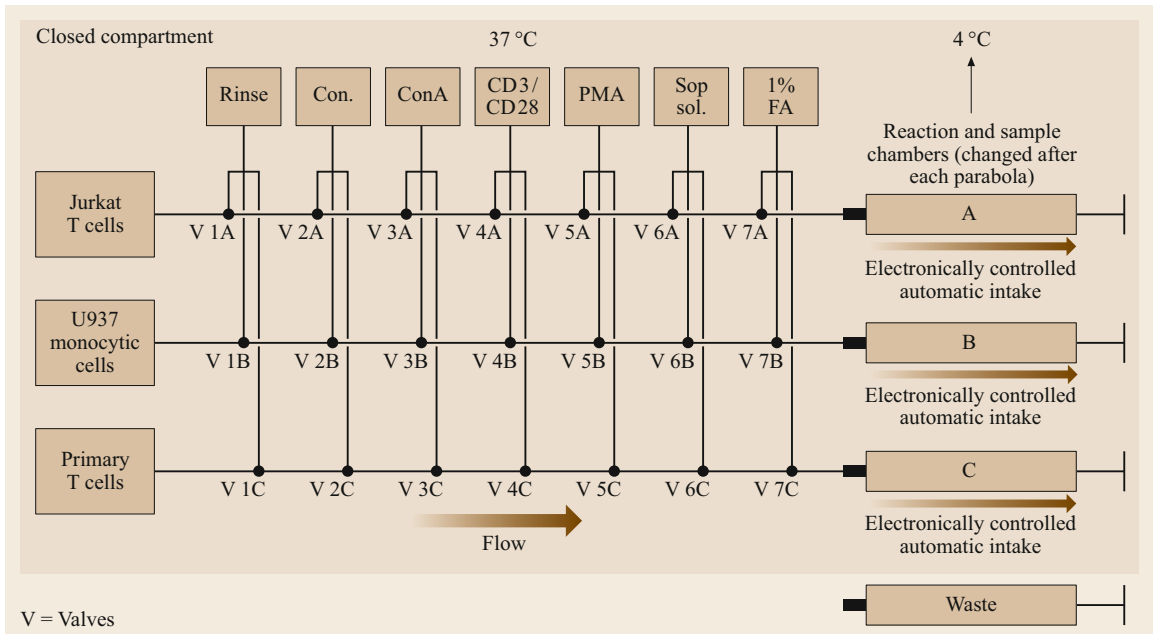 Closed compartment
37 °C
4 °C
Rinse
Con.
ConA
CD3/
CD28
PMA
Sop
sol.
1%
FA
Reaction and sample
chambers (changed after
each parabola)
Jurkat
T cells
V 1A
V 2A
V 3A
V 4A
V 5A
V 6A
V 7A
A
Electronically controlled
automatic intake
U937
monocytic
cells
V 1B
V 2B
V 3B
V 4B
V 5B
V 6B
V 7B
B
Electronically controlled
automatic intake
Primary
T cells
V 1C
V 2C
V 3C
V 4C
V 5C
V 6C
V 7C
C
Electronically controlled
automatic intake
Flow
Waste
V = Valves